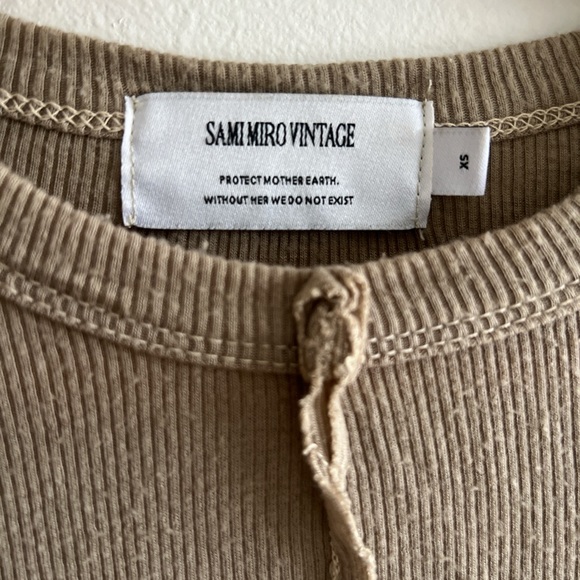 SAMI MIRO VINTAGE
PROTECT MOTHER EARTH.
WITHOUT HER WE DO NOT EXIST
XS